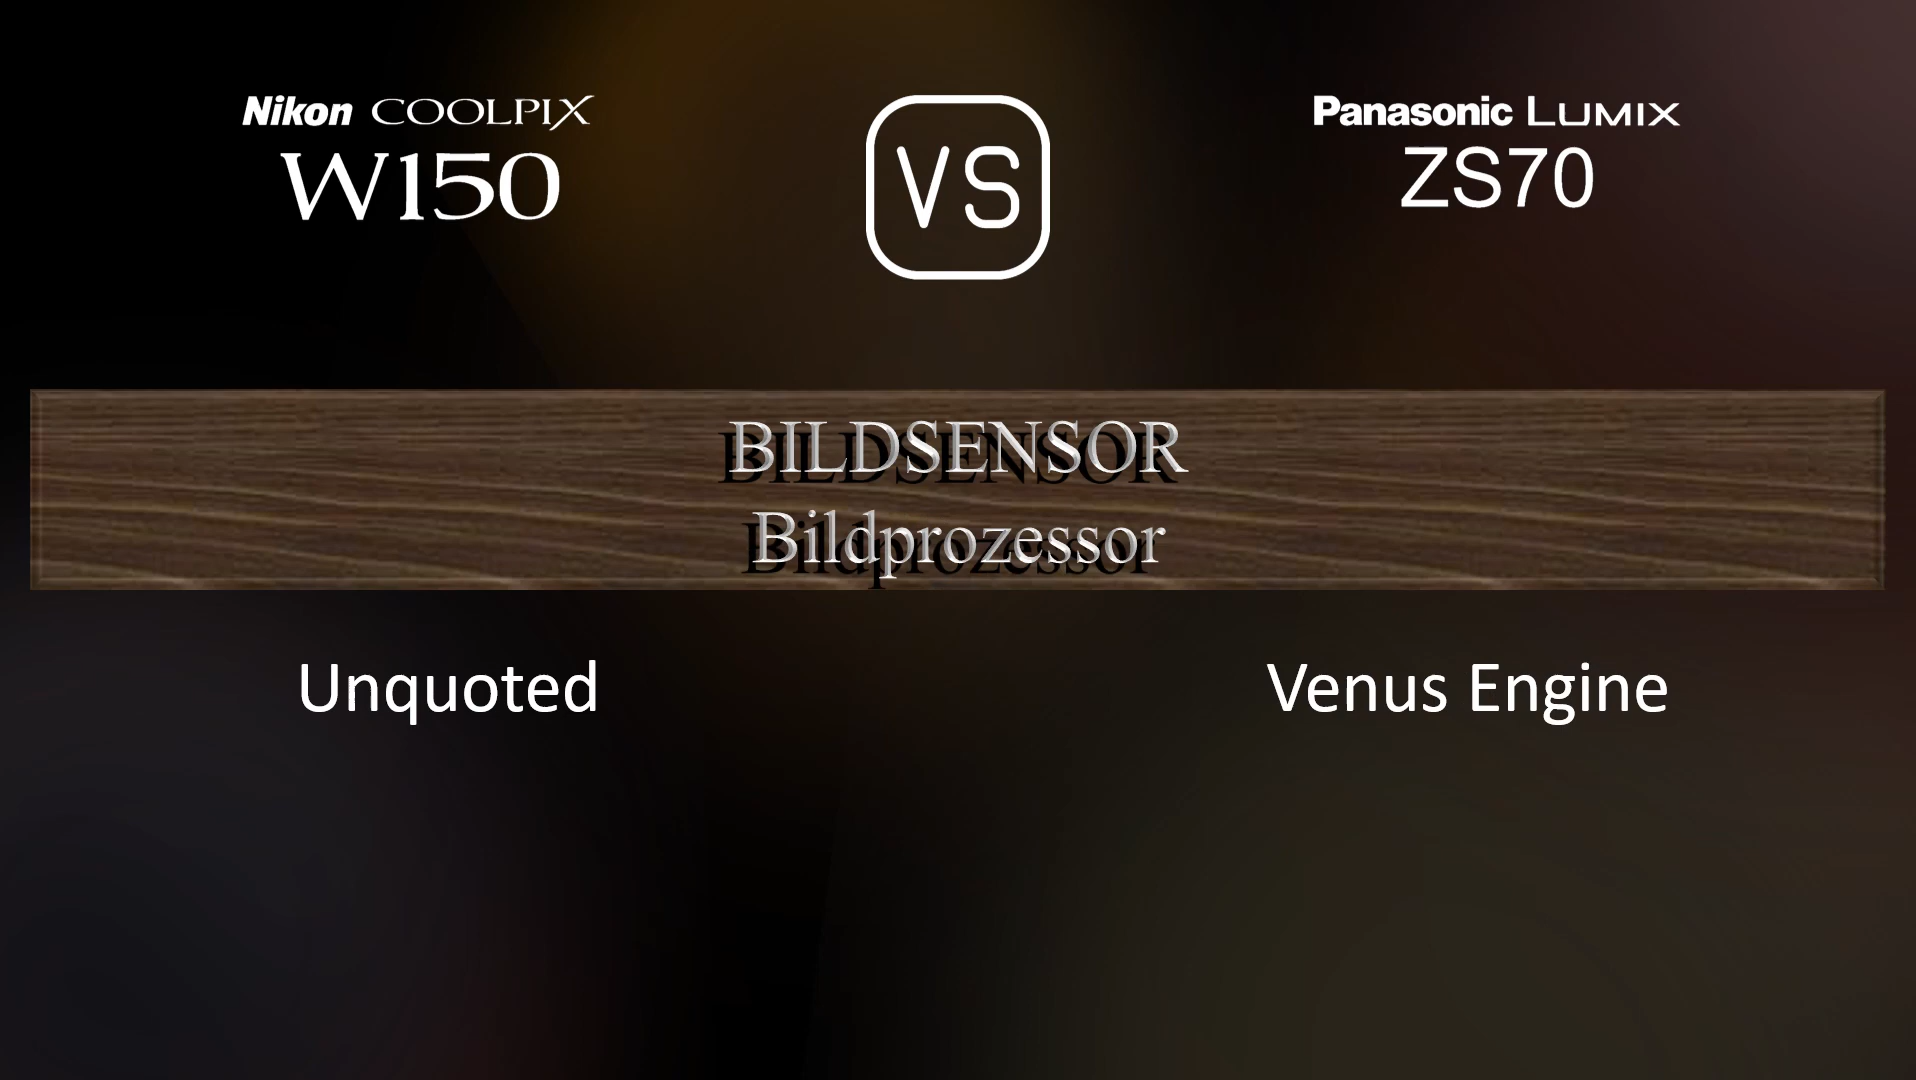 Nikon COOLPIX
W150
VS
Panasonic LUMIX
ZS70
BILDSENSOR
Bildprozessor
Unquoted
Venus Engine